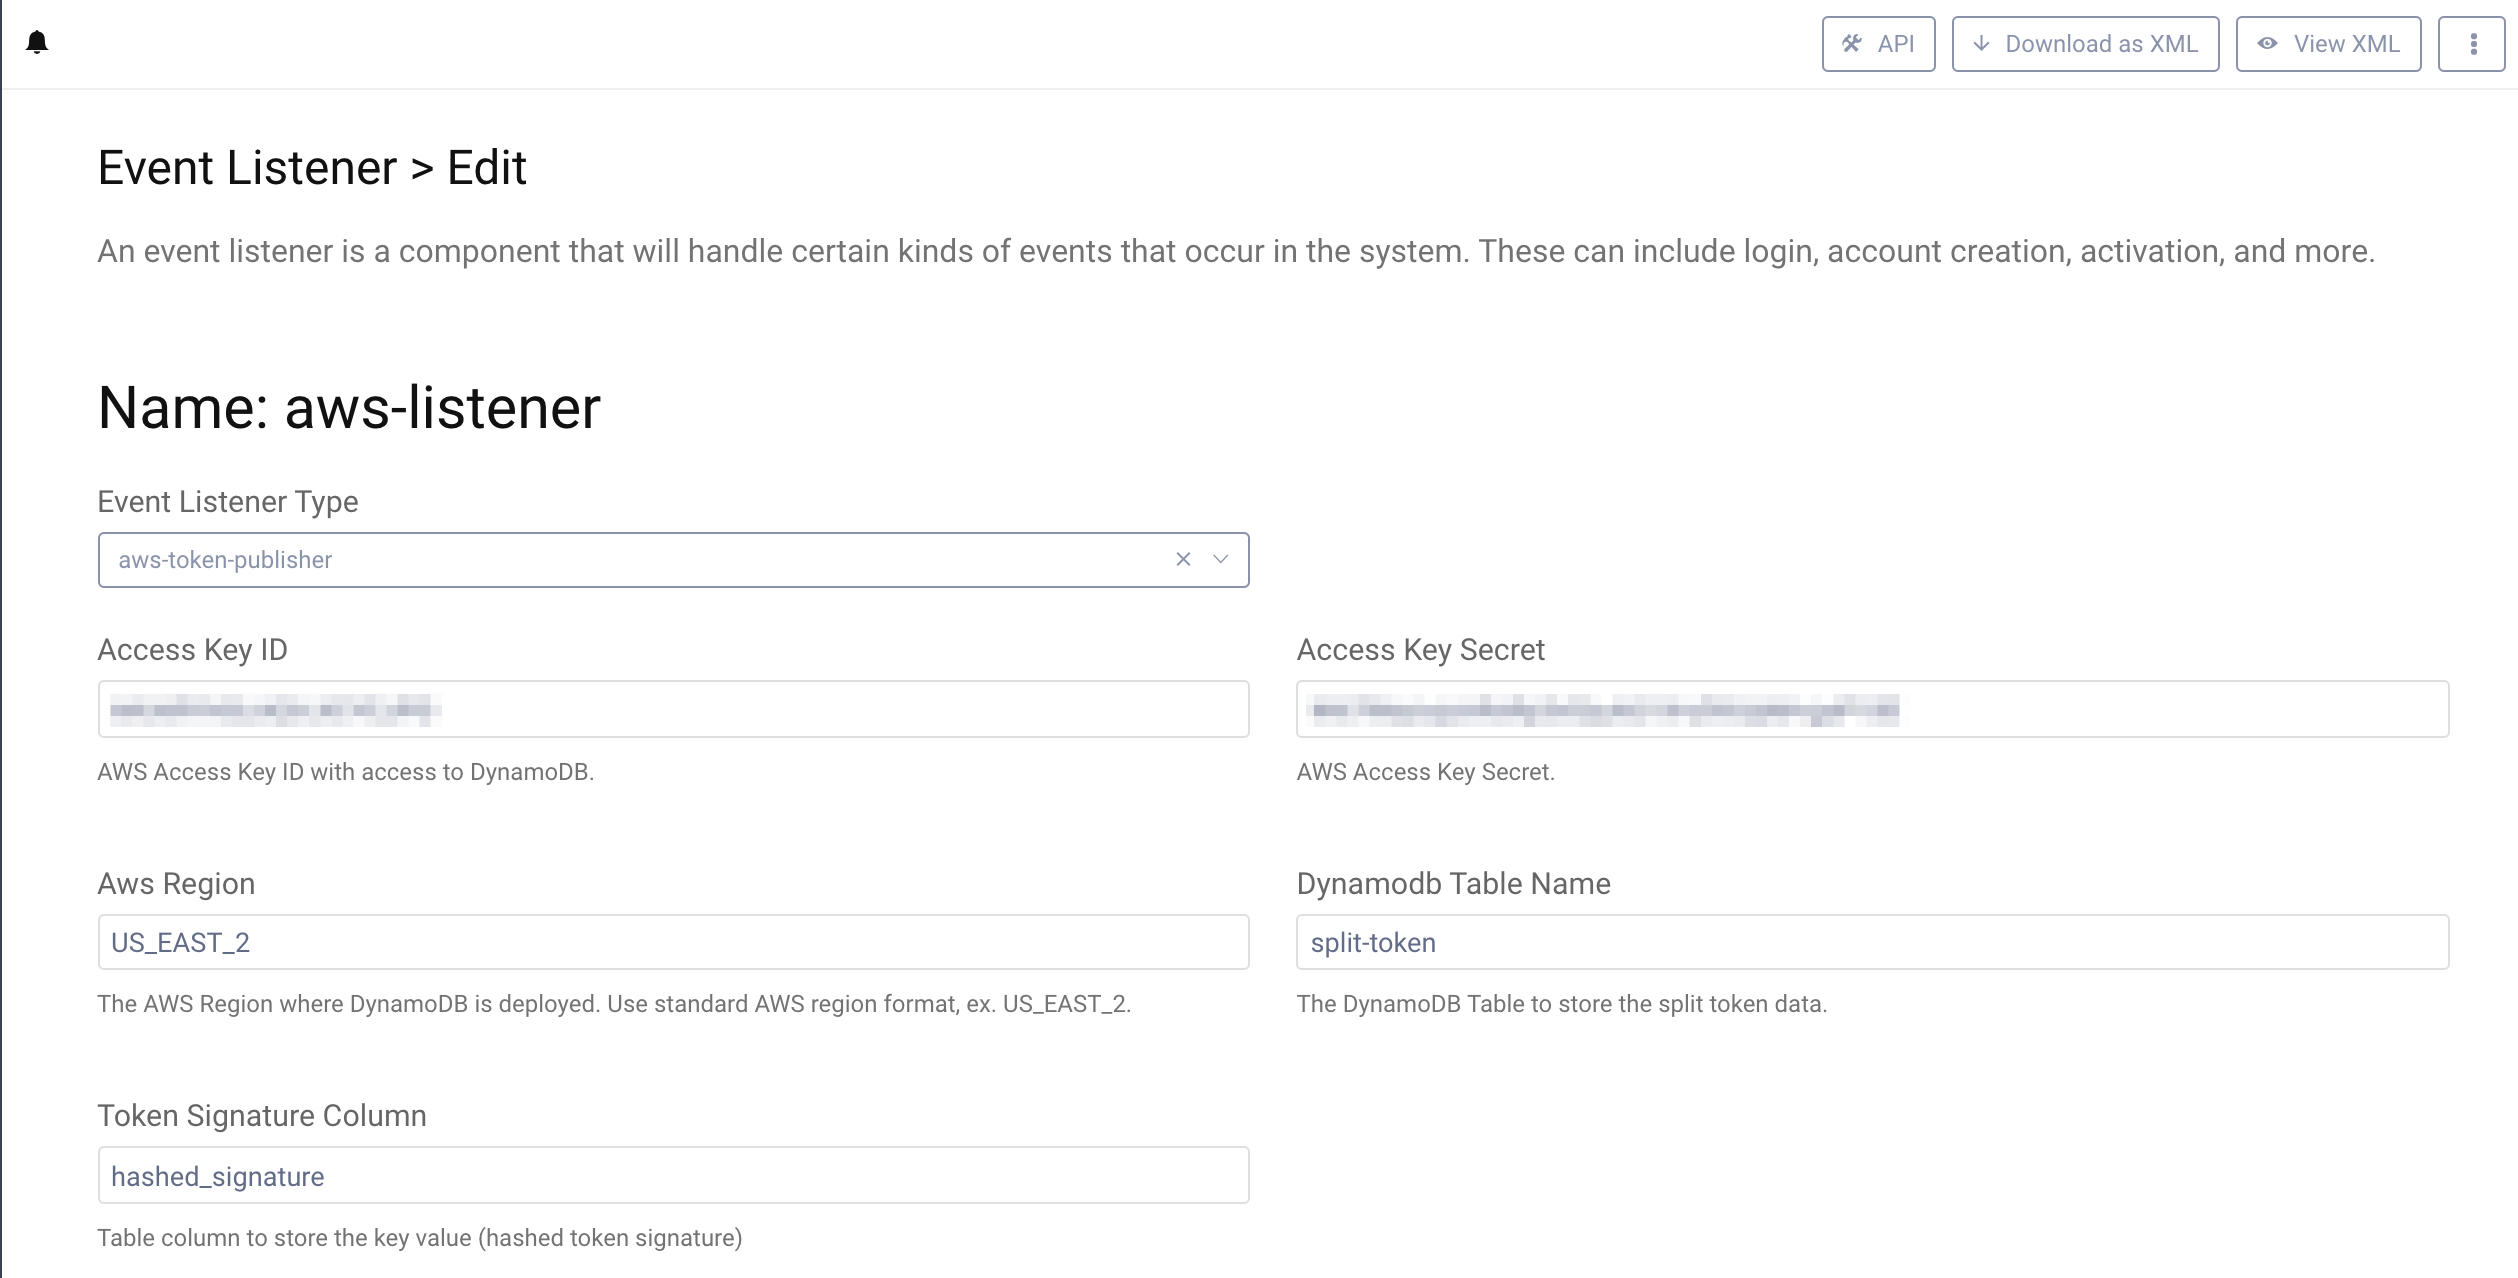 API
Download as XML
View XML
Event Listener > Edit
An event listener is a component that will handle certain kinds of events that occur in the system. These can include login, account creation, activation, and more.
Name: aws-listener
Event Listener Type
aws-token-publisher
Access Key ID
Access Key Secret
AWS Access Key ID with access to DynamoDB.
AWS Access Key Secret.
Aws Region
Dynamodb Table Name
US_EAST_2
split-token
The AWS Region where DynamoDB is deployed. Use standard AWS region format, ex. US_EAST_2.
The DynamoDB Table to store the split token data.
Token Signature Column
hashed_signature
Table column to store the key value (hashed token signature)